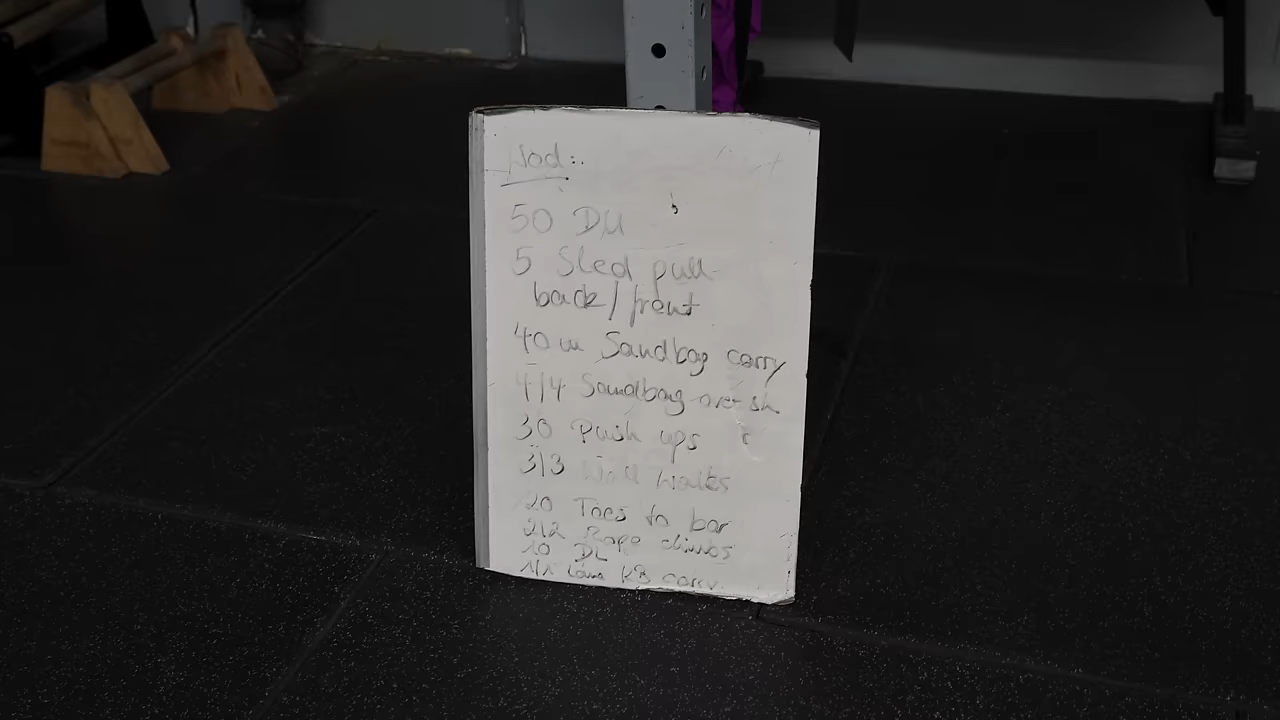 Wod:
50 DU
5 Sled pull
back/front
40 m Sandbag carry
4/4 Sandbag over sh.
30 Push ups
3/3 Wall Walks
20 Toes to bar
2/2 Rope climbs
10 DL
1/1 KB carry